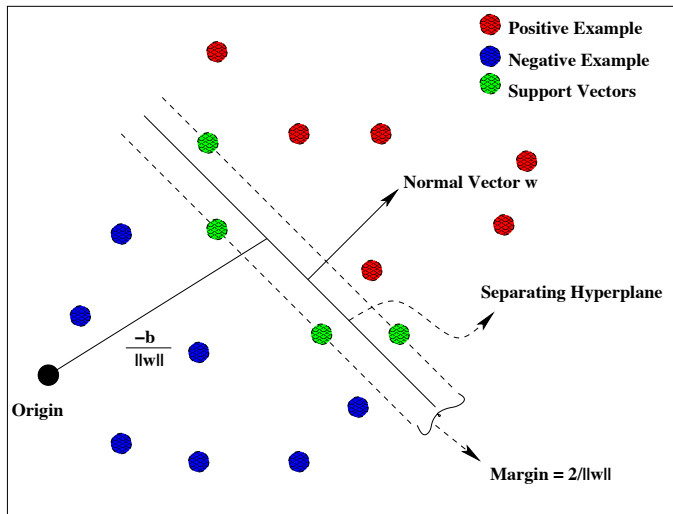 Positive Example
Negative Example
Support Vectors
Normal Vector w
Separating Hyperplane
−b
||w||
Origin
Margin = 2/||w||